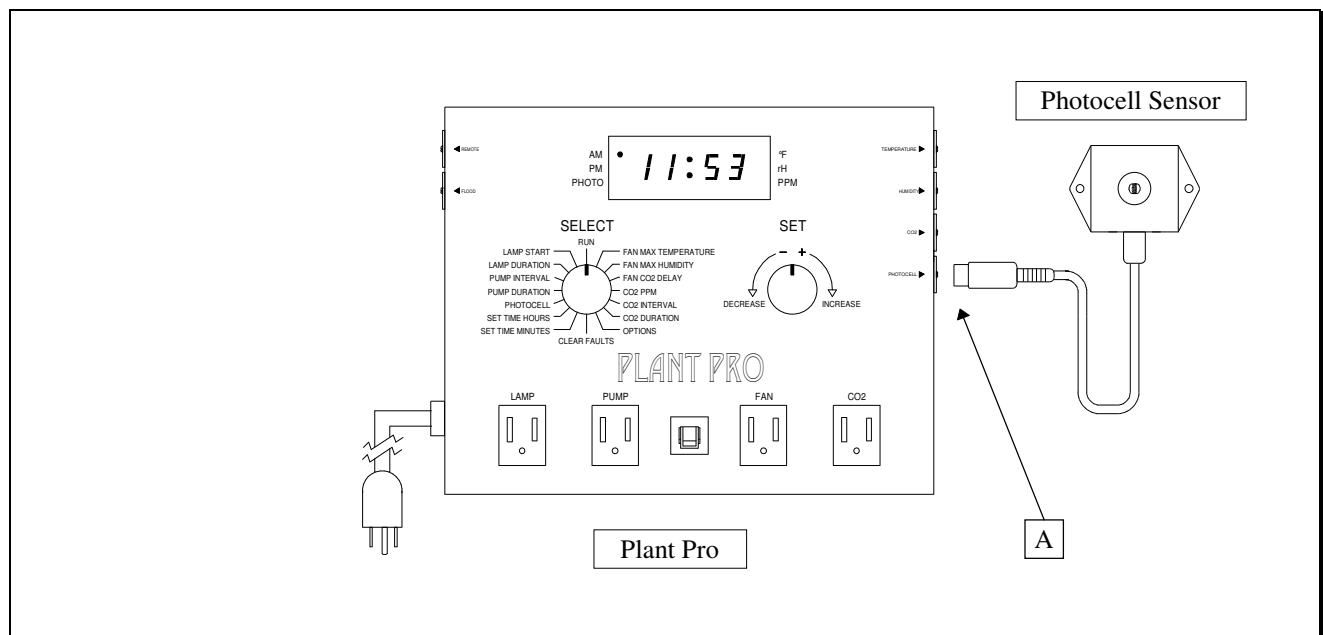 Photocell Sensor
REMOTE
FLOOD
AM
PM
PHOTO
11:53
°F
rH
PPM
TEMPERATURE
HUMIDITY
CO2
PHOTOCELL
SELECT
RUN
LAMP START
LAMP DURATION
PUMP INTERVAL
PUMP DURATION
PHOTOCELL
SET TIME HOURS
SET TIME MINUTES
CLEAR FAULTS
FAN MAX TEMPERATURE
FAN MAX HUMIDITY
FAN CO2 DELAY
CO2 PPM
CO2 INTERVAL
CO2 DURATION
OPTIONS
SET
- +
DECREASE
INCREASE
PLANT PRO
LAMP
PUMP
FAN
CO2
Plant Pro
A